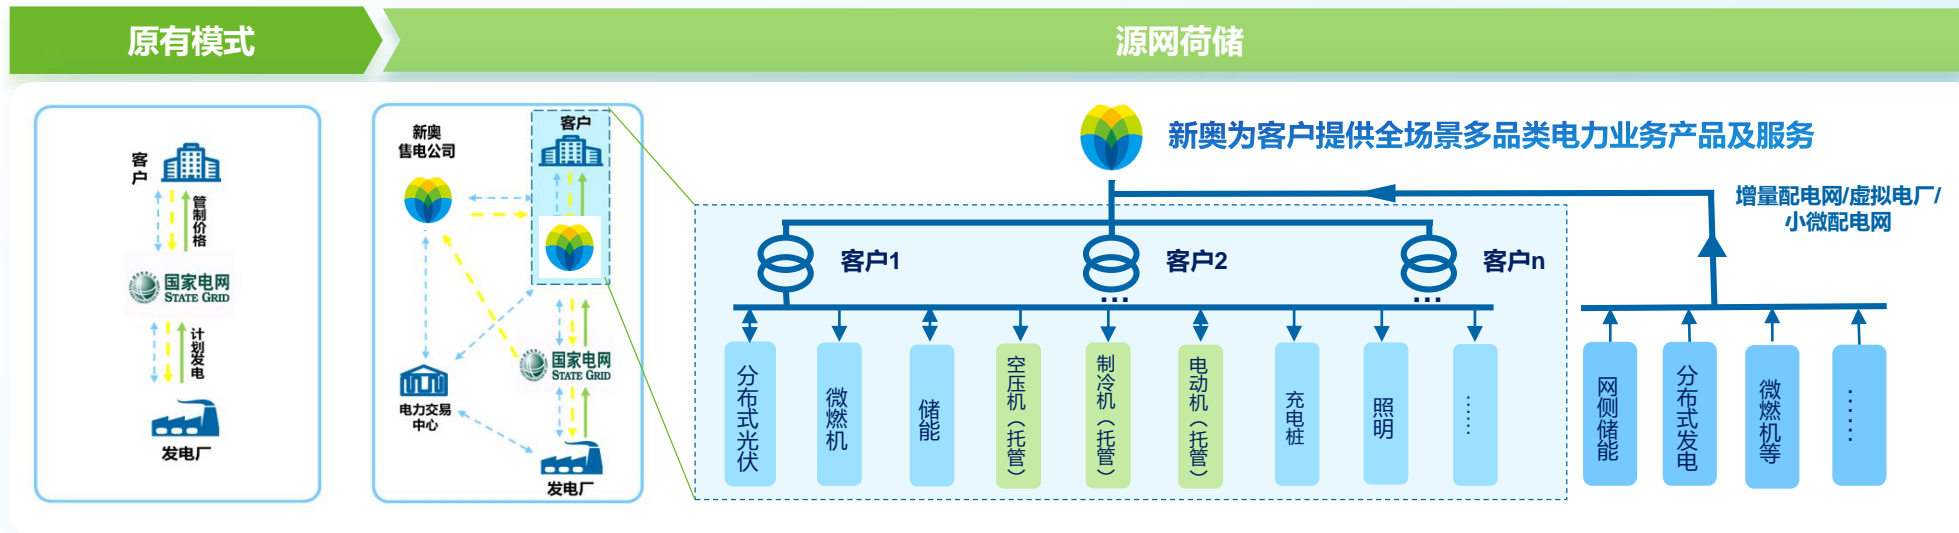 原有模式
源网荷储
客户
管制价格
国家电网
STATE GRID
计划发电
发电厂
新奥
售电公司
客户
国家电网
STATE GRID
电力交易
中心
发电厂
新奥为客户提供全场景多品类电力业务产品及服务
增量配电网/虚拟电厂/
小微配电网
客户1
客户2
客户n
...
...
分布式光伏
微燃机
储能
空压机（托管）
制冷机（托管）
电动机（托管）
充电桩
照明
……
网侧储能
分布式发电
微燃机等
……